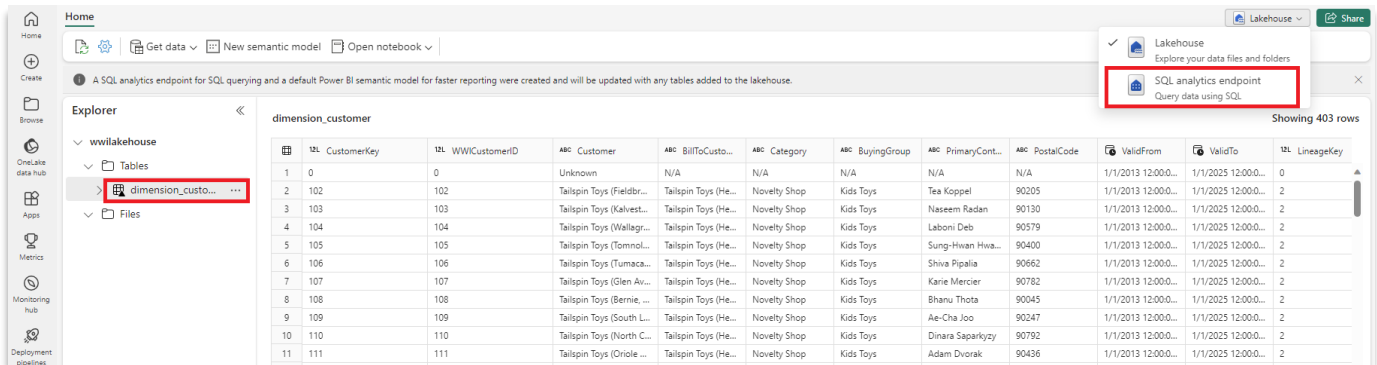 Home
Home
Lakehouse
Share
Get data
New semantic model
Open notebook
Lakehouse
Explore your data files and folders
SQL analytics endpoint
Query data using SQL
Create
A SQL analytics endpoint for SQL querying and a default Power BI semantic model for faster reporting were created and will be updated with any tables added to the lakehouse.
Browse
OneLake
data hub
Apps
Metrics
Monitoring
hub
Deployment
pipelines
Explorer
wwilakehouse
Tables
dimension_custo...
Files
dimension_customer
Showing 403 rows
12L CustomerKey 12L WWICustomerID ABC Customer ABC BillToCusto... ABC Category ABC BuyingGroup ABC PrimaryCont... ABC PostalCode ValidFrom ValidTo 12L LineageKey
1 0 0 Unknown N/A N/A N/A N/A N/A 1/1/2013 12:00:0... 1/1/2025 12:00:0... 0
2 102 102 Tailspin Toys (Fieldbr... Tailspin Toys (He... Novelty Shop Kids Toys Tea Koppel 90205 1/1/2013 12:00:0... 1/1/2025 12:00:0... 2
3 103 103 Tailspin Toys (Kalvest... Tailspin Toys (He... Novelty Shop Kids Toys Naseem Radan 90130 1/1/2013 12:00:0... 1/1/2025 12:00:0... 2
4 104 104 Tailspin Toys (Wallagr... Tailspin Toys (He... Novelty Shop Kids Toys Laboni Deb 90579 1/1/2013 12:00:0... 1/1/2025 12:00:0... 2
5 105 105 Tailspin Toys (Tomnol... Tailspin Toys (He... Novelty Shop Kids Toys Sung-Hwan Hwa... 90400 1/1/2013 12:00:0... 1/1/2025 12:00:0... 2
6 106 106 Tailspin Toys (Tumaca... Tailspin Toys (He... Novelty Shop Kids Toys Shiva Pipalia 90662 1/1/2013 12:00:0... 1/1/2025 12:00:0... 2
7 107 107 Tailspin Toys (Glen Av... Tailspin Toys (He... Novelty Shop Kids Toys Karie Mercier 90782 1/1/2013 12:00:0... 1/1/2025 12:00:0... 2
8 108 108 Tailspin Toys (Bernie, ... Tailspin Toys (He... Novelty Shop Kids Toys Bhanu Thota 90045 1/1/2013 12:00:0... 1/1/2025 12:00:0... 2
9 109 109 Tailspin Toys (South L... Tailspin Toys (He... Novelty Shop Kids Toys Ae-Cha Joo 90247 1/1/2013 12:00:0... 1/1/2025 12:00:0... 2
10 110 110 Tailspin Toys (North C... Tailspin Toys (He... Novelty Shop Kids Toys Dinara Saparkyzy 90792 1/1/2013 12:00:0... 1/1/2025 12:00:0... 2
11 111 111 Tailspin Toys (Oriole ... Tailspin Toys (He... Novelty Shop Kids Toys Adam Dvorak 90436 1/1/2013 12:00:0... 1/1/2025 12:00:0... 2